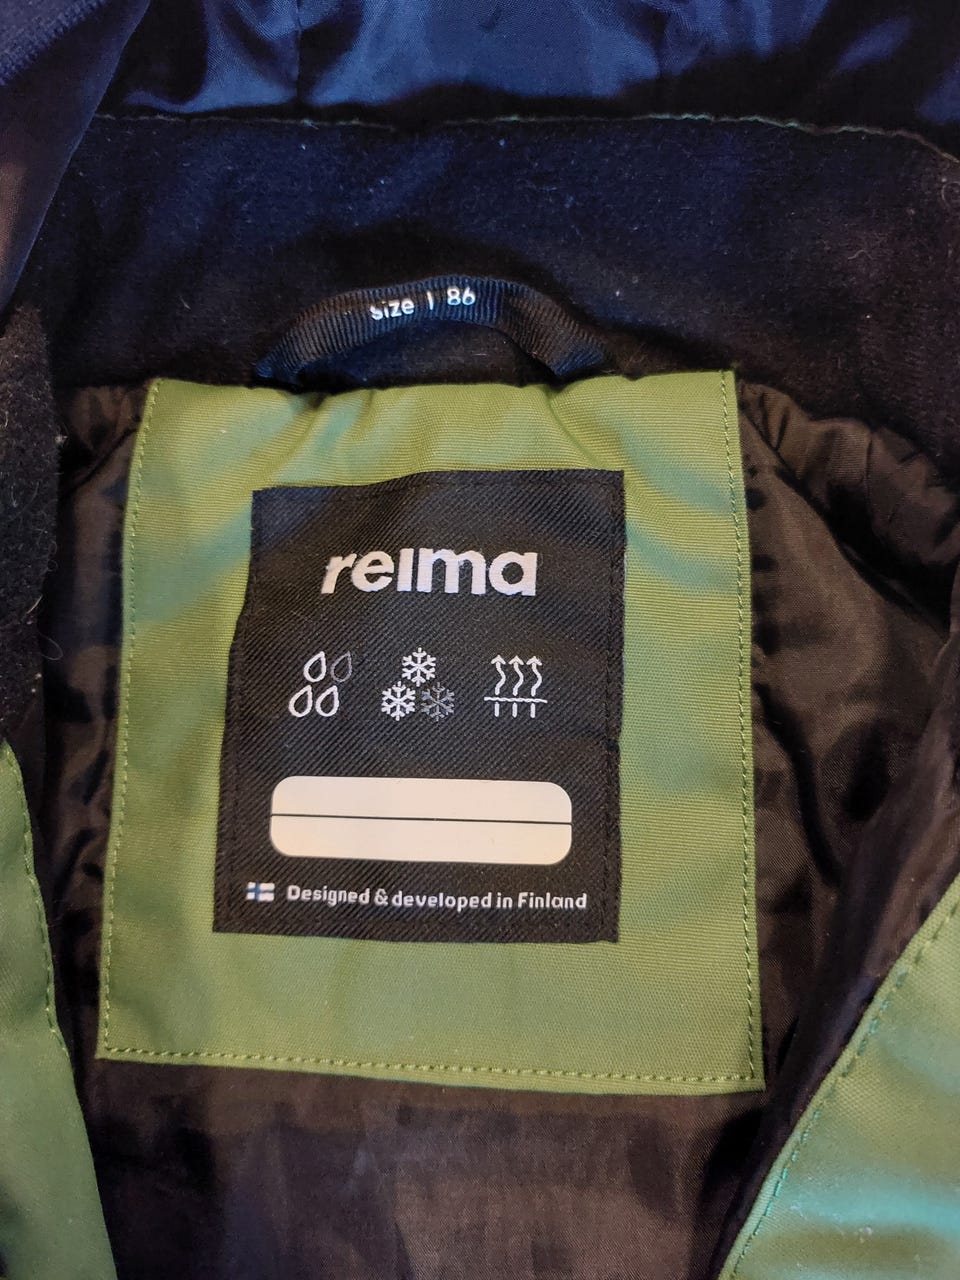 size | 86
reima
Designed & developed in Finland